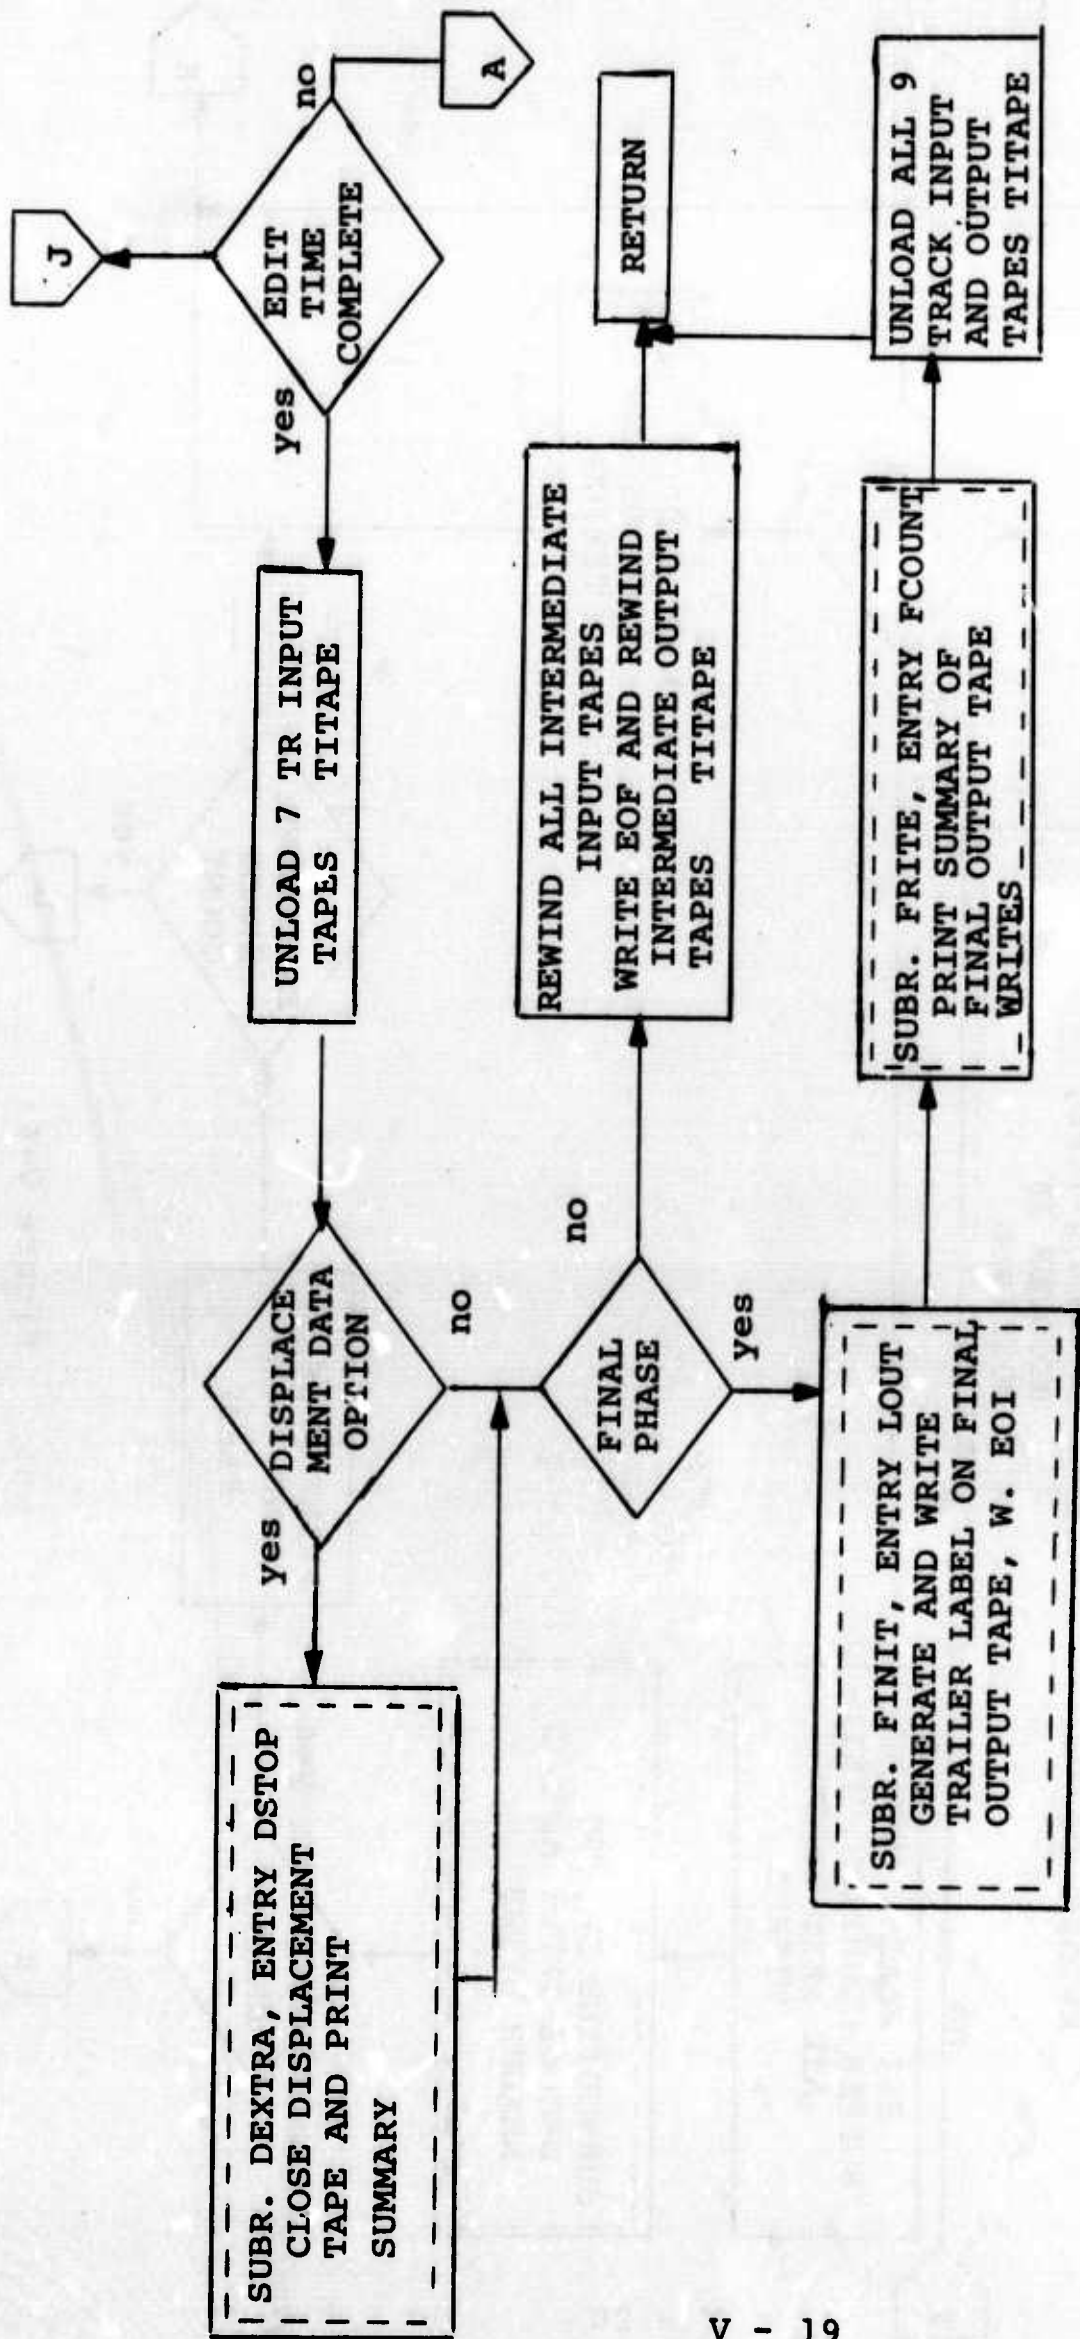 J
no
A
EDIT
TIME
COMPLETE
yes
UNLOAD 7 TR INPUT
TAPES TITAPE
DISPLACE
MENT DATA
OPTION
yes
no
SUBR. DEXTRA, ENTRY DSTOP
CLOSE DISPLACEMENT
TAPE AND PRINT
SUMMARY
FINAL
PHASE
no
yes
REWIND ALL INTERMEDIATE
INPUT TAPES
WRITE EOF AND REWIND
INTERMEDIATE OUTPUT
TAPES TITAPE
RETURN
SUBR. FINIT, ENTRY LOUT
GENERATE AND WRITE
TRAILER LABEL ON FINAL
OUTPUT TAPE, W. EOI
SUBR. FRITE, ENTRY FCOUNT
PRINT SUMMARY OF
FINAL OUTPUT TAPE
WRITES
UNLOAD ALL 9
TRACK INPUT
AND OUTPUT
TAPES TITAPE
V - 19